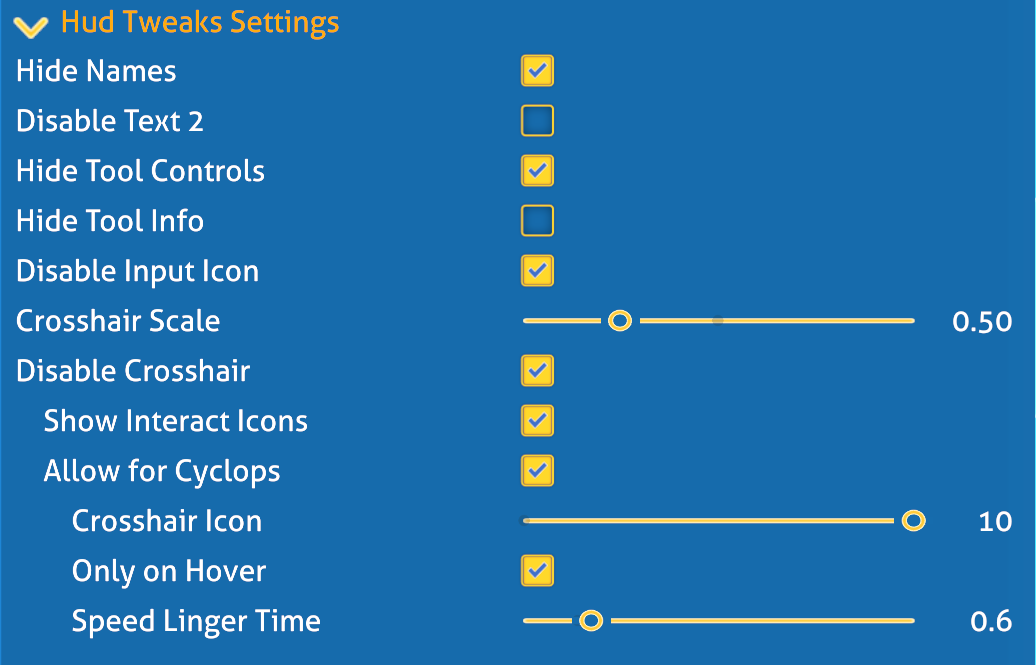 Hud Tweaks Settings
Hide Names
Disable Text 2
Hide Tool Controls
Hide Tool Info
Disable Input Icon
Crosshair Scale 0.50
Disable Crosshair
Show Interact Icons
Allow for Cyclops
Crosshair Icon 10
Only on Hover
Speed Linger Time 0.6